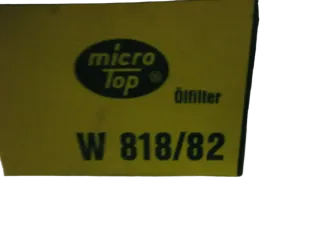 micro
Top ®
Ölfilter
W 818/82